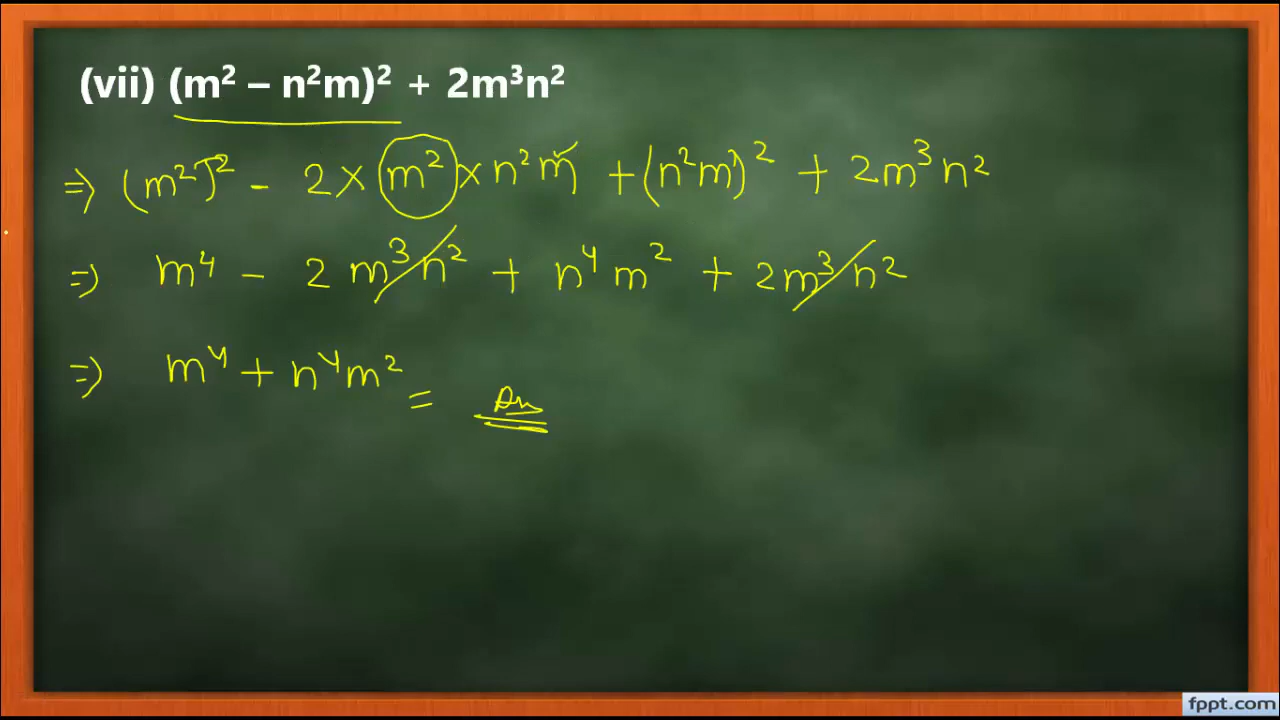 (vii) (m² – n²m)² + 2m³n²
⇒ (m²)² - 2 × m² × n²m + (n²m)² + 2m³n²
⇒ m⁴ - 2m³n² + n⁴m² + 2m³n²
⇒ m⁴ + n⁴m² =
fppt.com